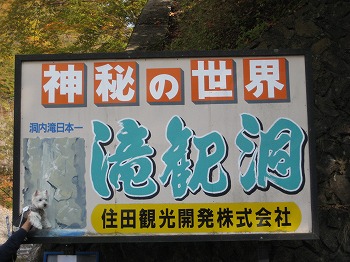 神秘の世界
洞内滝日本一
滝観洞
住田観光開発株式会社